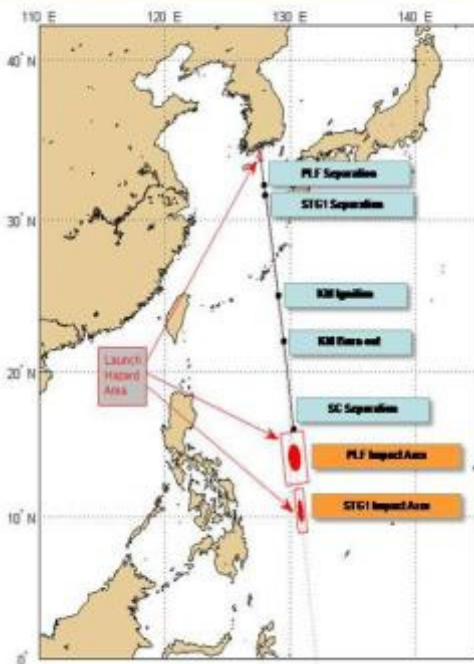 110 E
120 E
130 E
140 E
40° N
30° N
20° N
10° N
0°
PLF Separation
STG1 Separation
KM Ignition
KM Burn out
SC Separation
PLF Impact Area
STG1 Impact Area
Launch
Hazard
Area